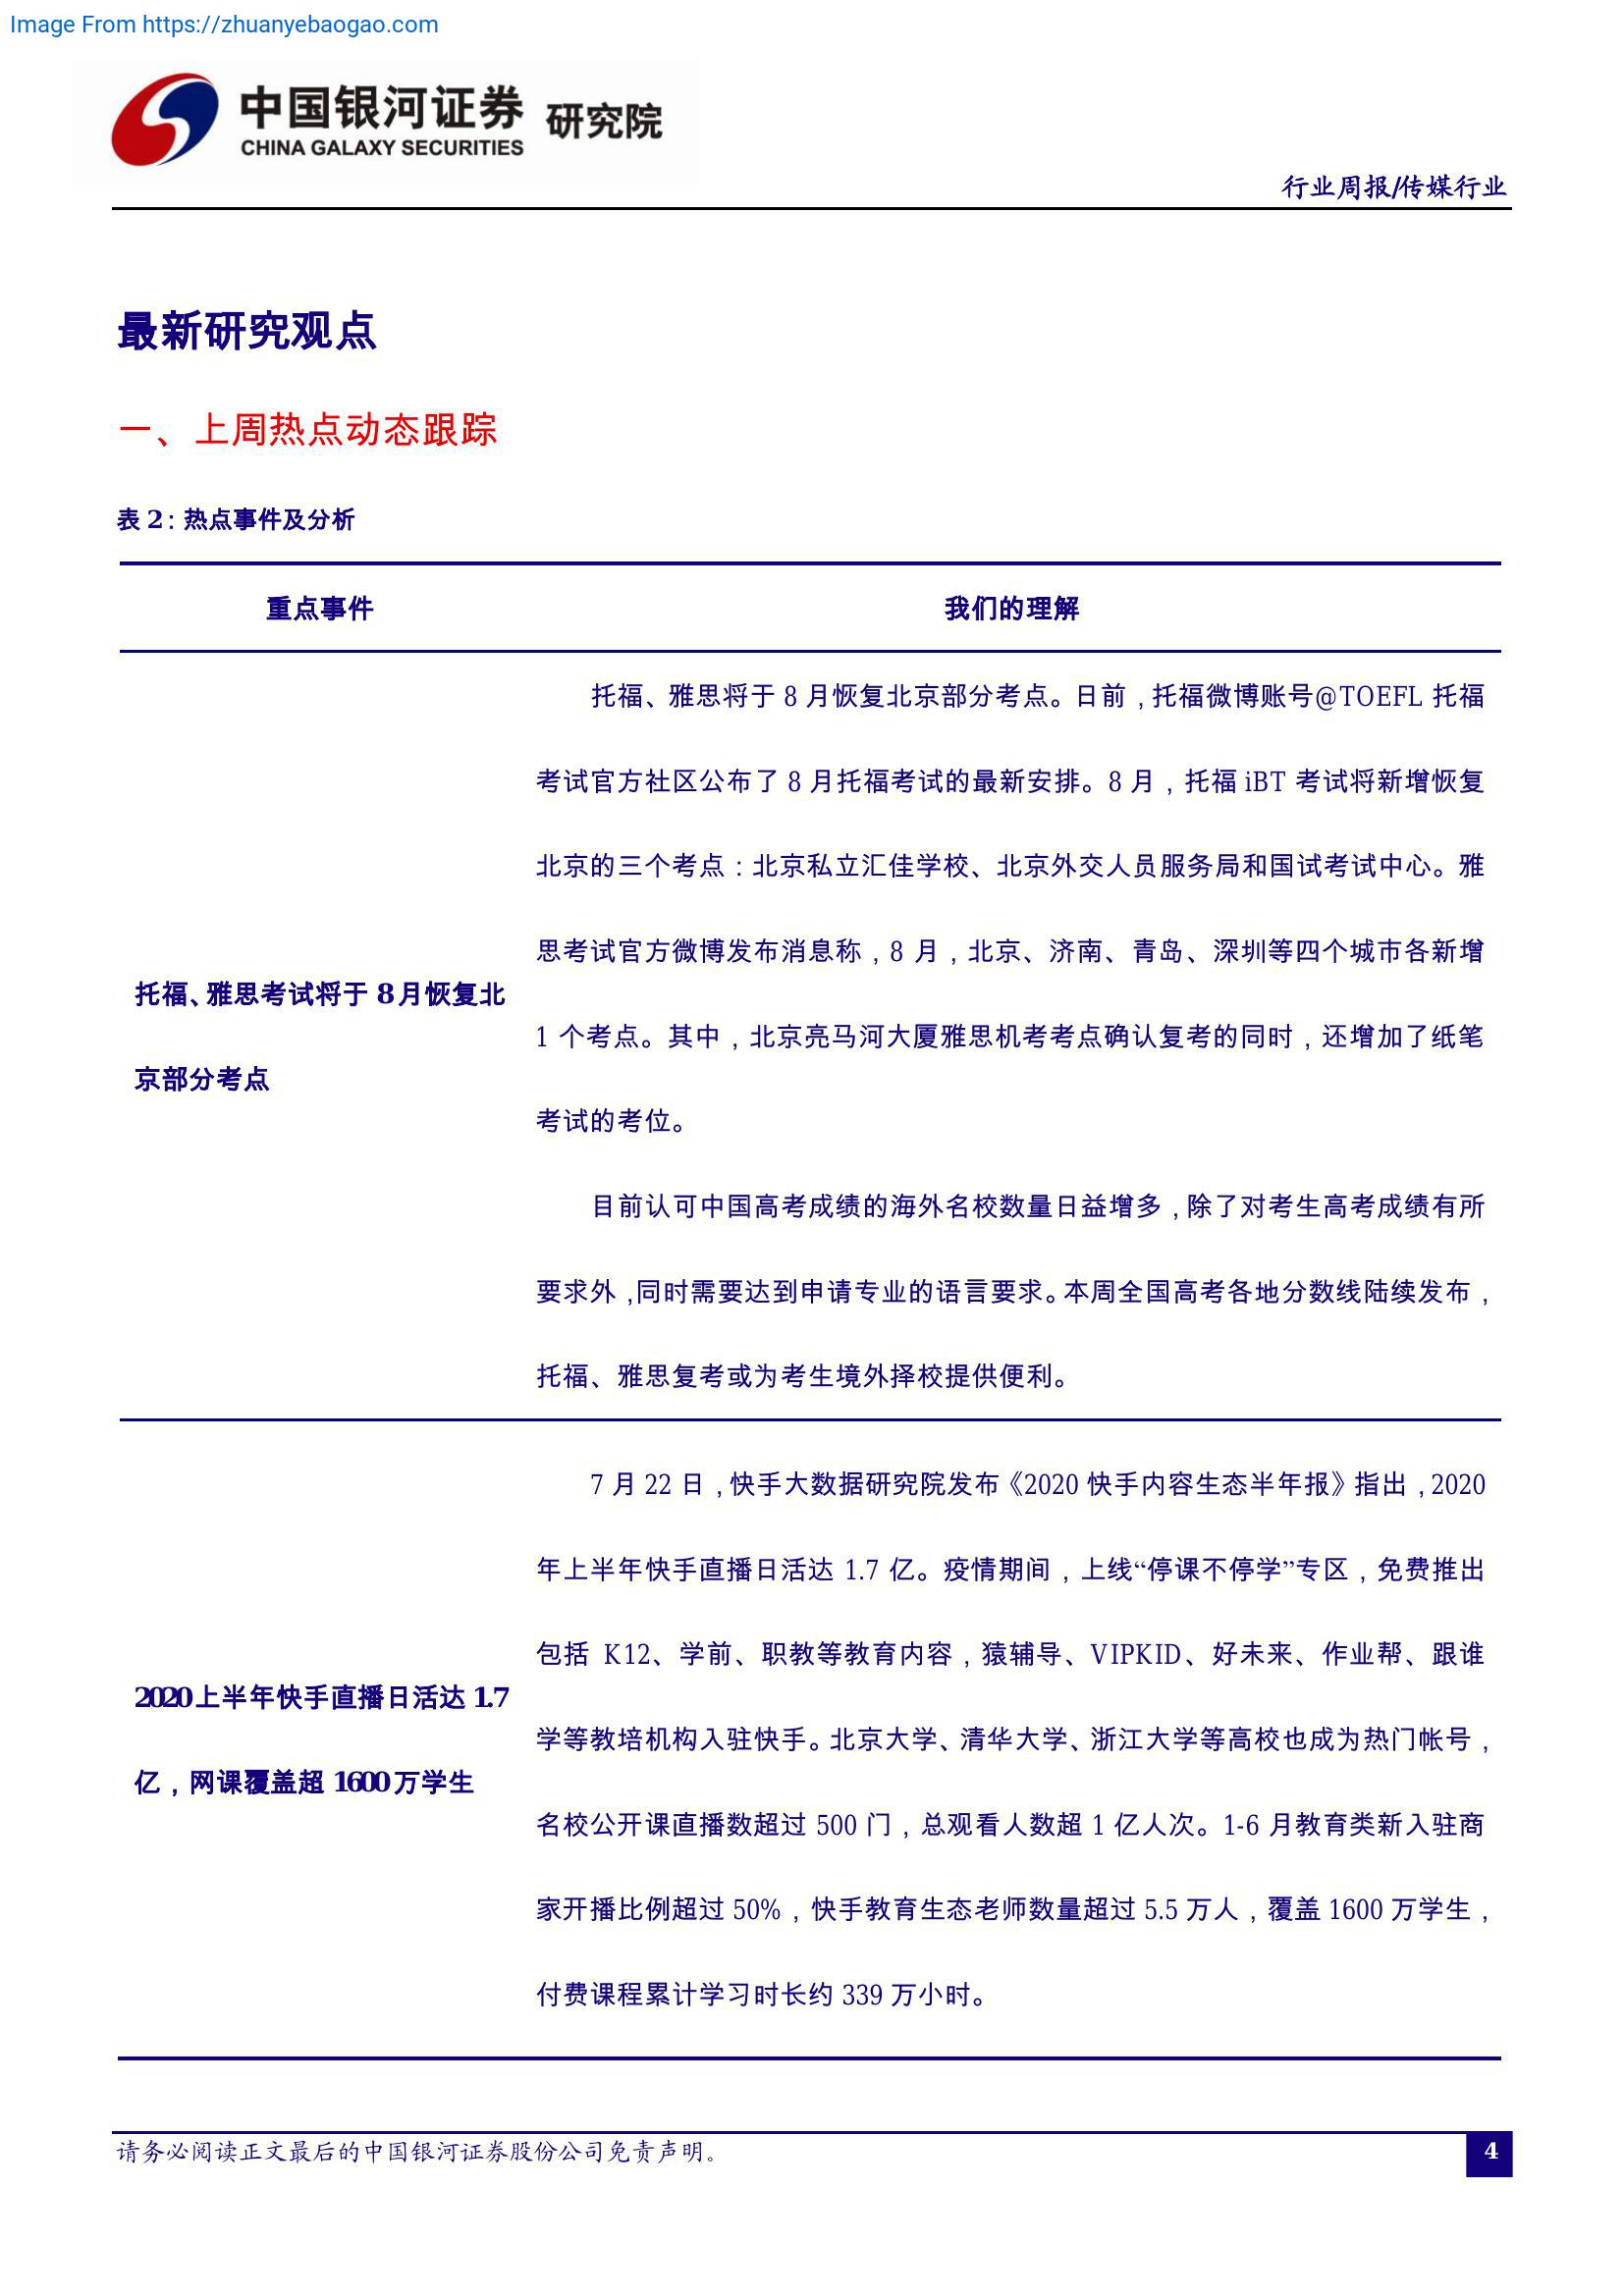 Image From https://zhuanyebaogao.com
中国银河证券 研究院
CHINA GALAXY SECURITIES
行业周报/传媒行业
最新研究观点
一、上周热点动态跟踪
表 2：热点事件及分析
重点事件 我们的理解
托福、雅思考试将于 8 月恢复北
京部分考点
托福、雅思将于 8 月恢复北京部分考点。日前，托福微博账号@TOEFL 托福
考试官方社区公布了 8 月托福考试的最新安排。8 月，托福 iBT 考试将新增恢复
北京的三个考点：北京私立汇佳学校、北京外交人员服务局和国试考试中心。雅
思考试官方微博发布消息称，8 月，北京、济南、青岛、深圳等四个城市各新增
1 个考点。其中，北京亮马河大厦雅思机考考点确认复考的同时，还增加了纸笔
考试的考位。
目前认可中国高考成绩的海外名校数量日益增多，除了对考生高考成绩有所
要求外，同时需要达到申请专业的语言要求。本周全国高考各地分数线陆续发布，
托福、雅思复考或为考生境外择校提供便利。
2020 上半年快手直播日活达 1.7
亿，网课覆盖超 1600 万学生
7 月 22 日，快手大数据研究院发布《2020 快手内容生态半年报》指出，2020
年上半年快手直播日活达 1.7 亿。疫情期间，上线“停课不停学”专区，免费推出
包括 K12、学前、职教等教育内容，猿辅导、VIPKID、好未来、作业帮、跟谁
学等教培机构入驻快手。北京大学、清华大学、浙江大学等高校也成为热门帐号，
名校公开课直播数超过 500 门，总观看人数超 1 亿人次。1-6 月教育类新入驻商
家开播比例超过 50%，快手教育生态老师数量超过 5.5 万人，覆盖 1600 万学生，
付费课程累计学习时长约 339 万小时。
请务必阅读正文最后的中国银河证券股份公司免责声明。
4